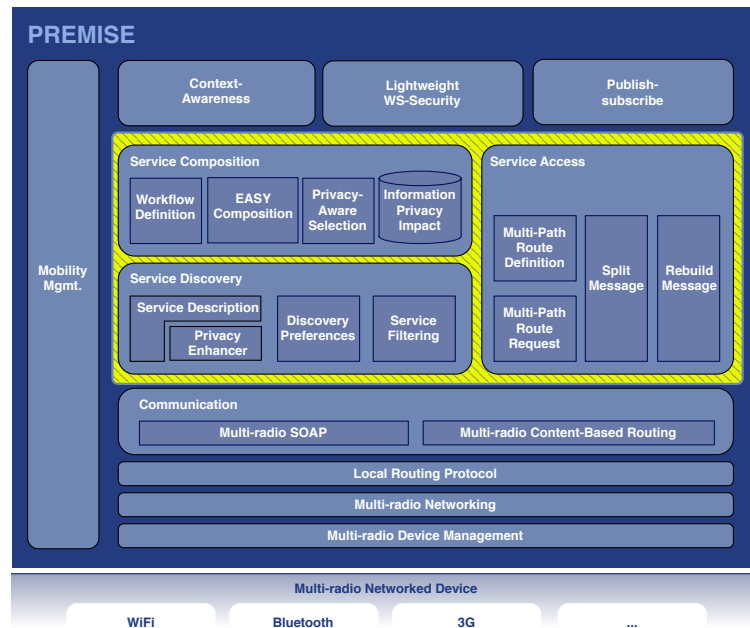 PREMISE
Mobility
Mgmt.
Context-
Awareness
Lightweight
WS-Security
Publish-
subscribe
Service Composition
Workflow
Definition
EASY
Composition
Privacy-
Aware
Selection
Information
Privacy
Impact
Service Discovery
Service Description
Privacy
Enhancer
Discovery
Preferences
Service
Filtering
Service Access
Multi-Path
Route
Definition
Multi-Path
Route
Request
Split
Message
Rebuild
Message
Communication
Multi-radio SOAP
Multi-radio Content-Based Routing
Local Routing Protocol
Multi-radio Networking
Multi-radio Device Management
Multi-radio Networked Device
WiFi
Bluetooth
3G
...